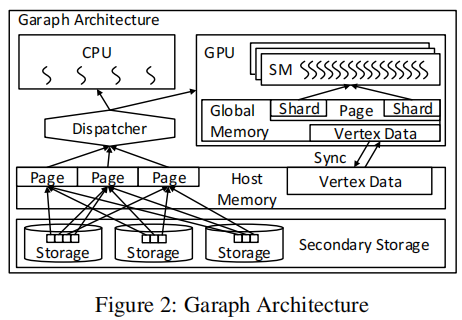 Garaph Architecture
CPU
GPU
SM
Global Memory
Shard
Page
Shard
Vertex Data
Dispatcher
Sync
Page
Page
Page
Host Memory
Vertex Data
Storage
Storage
Storage
Secondary Storage
Figure 2: Garaph Architecture